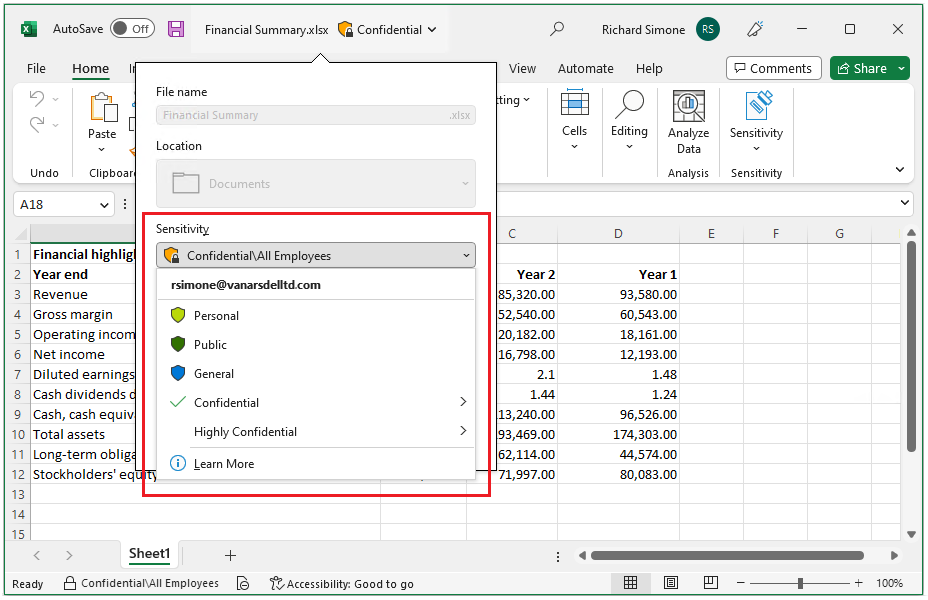 AutoSave Off Financial Summary.xlsx Confidential Richard Simone RS
File Home View Automate Help Comments Share
Undo
Paste
Clipboar
Cells
Editing
Analyze
Data
Analysis
Sensitivity
Sensitivity
File name
Financial Summary .xlsx
Location
Documents
Sensitivity
Confidential\All Employees
rsimone@vanarsdelltd.com
Personal
Public
General
Confidential
Highly Confidential
Learn More
A18
C D E F G
1 Financial highlig
2 Year end Year 2 Year 1
3 Revenue 85,320.00 93,580.00
4 Gross margin 52,540.00 60,543.00
5 Operating incom 20,182.00 18,161.00
6 Net income 16,798.00 12,193.00
7 Diluted earnings 2.1 1.48
8 Cash dividends d 1.44 1.24
9 Cash, cash equiva 13,240.00 96,526.00
10 Total assets 93,469.00 174,303.00
11 Long-term obliga 62,114.00 44,574.00
12 Stockholders' equity 71,997.00 80,083.00
13
14
15
Sheet1
Ready Confidential\All Employees Accessibility: Good to go 100%